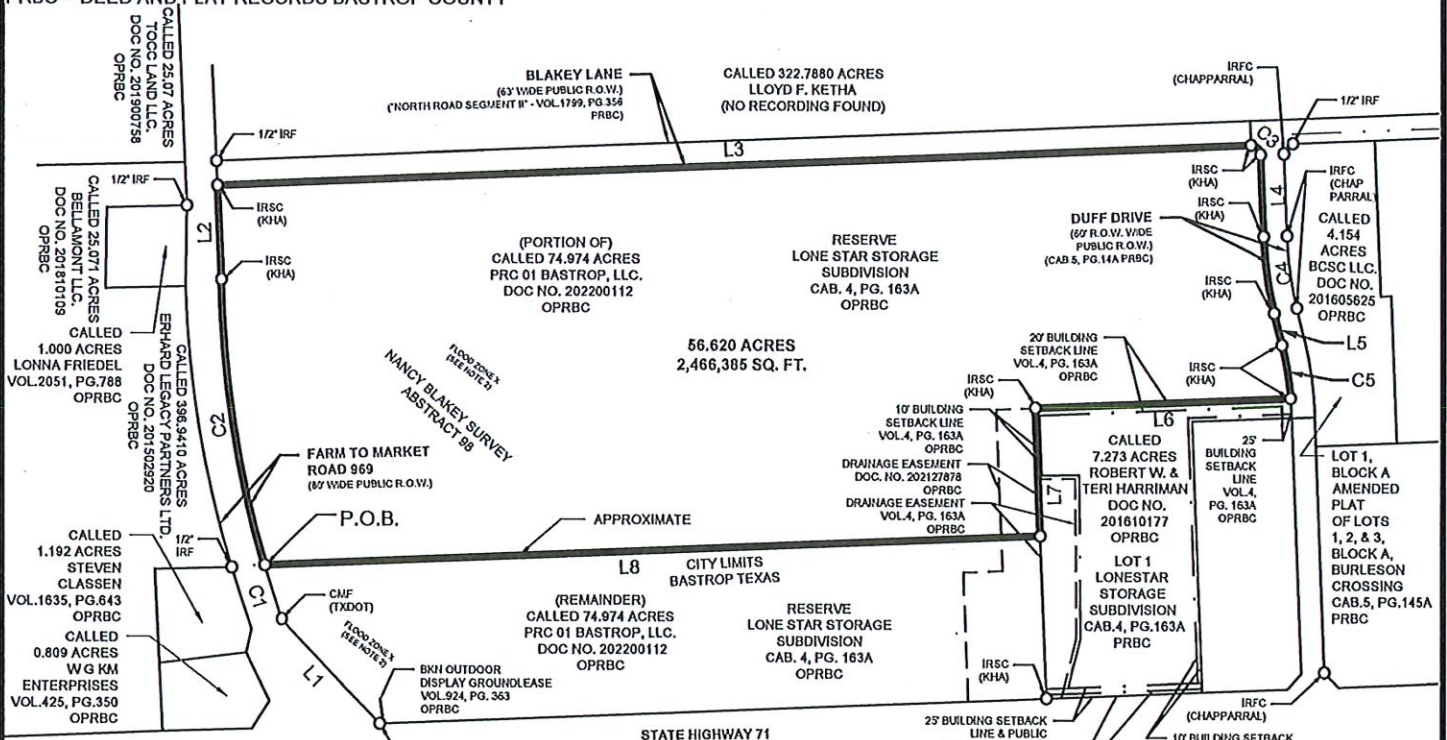 CALLED 25.07 ACRES
TOCC LAND LLC.
DOC NO. 201900758
OPRBC
BLAKEY LANE
(63' WIDE PUBLIC R.O.W.)
("NORTH ROAD SEGMENT II" - VOL.1799, PG.356
PRBC)
CALLED 322.7880 ACRES
LLOYD F. KETHA
(NO RECORDING FOUND)
IRFC
(CHAPPARRAL)
1/2" IRF
1/2" IRF
L3
C3
1/2" IRF
IRSC
(KHA)
IRSC
(KHA)
L4
IRFC
(CHAP
PARRAL)
CALLED 25.071 ACRES
BELLAMONT LLC.
DOC NO. 201810109
OPRBC
L2
IRSC
(KHA)
(PORTION OF)
CALLED 74.974 ACRES
PRC 01 BASTROP, LLC.
DOC NO. 202200112
OPRBC
RESERVE
LONE STAR STORAGE
SUBDIVISION
CAB. 4, PG. 163A
OPRBC
DUFF DRIVE
(60' R.O.W. WIDE
PUBLIC R.O.W.)
(CAB.5, PG.14A PRBC)
IRSC
(KHA)
C4
CALLED
4.154
ACRES
BCSC LLC.
DOC NO.
201605625
OPRBC
IRSC
(KHA)
CALLED
1.000 ACRES
LONNA FRIEDEL
VOL.2051, PG.788
OPRBC
CALLED 396.9410 ACRES
ERHARD LEGACY PARTNERS LTD.
DOC NO. 201502920
OPRBC
NANCY BLAKEY SURVEY
ABSTRACT 98
FLOOD ZONE X
(SEE NOTE 2)
56.620 ACRES
2,466,385 SQ. FT.
20' BUILDING
SETBACK LINE
VOL.4, PG. 163A
OPRBC
L5
IRSC
(KHA)
C5
IRSC
(KHA)
C2
10' BUILDING
SETBACK LINE
VOL.4, PG. 163A
OPRBC
L6
FARM TO MARKET
ROAD 969
(80' WIDE PUBLIC R.O.W.)
DRAINAGE EASEMENT
DOC. NO. 202127878
OPRBC
DRAINAGE EASEMENT
VOL.4, PG. 163A
OPRBC
L7
CALLED
7.273 ACRES
ROBERT W. &
TERI HARRIMAN
DOC NO.
201610177
OPRBC
25'
BUILDING
SETBACK
LINE
VOL.4,
PG. 163A
OPRBC
LOT 1,
BLOCK A
AMENDED
PLAT
OF LOTS
1, 2, & 3,
BLOCK A,
BURLESON
CROSSING
CAB.5, PG.145A
PRBC
P.O.B.
APPROXIMATE
L8
CITY LIMITS
BASTROP TEXAS
CALLED
1.192 ACRES
STEVEN
CLASSEN
VOL.1635, PG.643
OPRBC
1/2"
IRF
C1
CMF
(TXDOT)
(REMAINDER)
CALLED 74.974 ACRES
PRC 01 BASTROP, LLC.
DOC NO. 202200112
OPRBC
RESERVE
LONE STAR STORAGE
SUBDIVISION
CAB. 4, PG. 163A
OPRBC
LOT 1
LONESTAR
STORAGE
SUBDIVISION
CAB.4, PG.163A
PRBC
FLOOD ZONE X
(SEE NOTE 2)
CALLED
0.809 ACRES
W G KM
ENTERPRISES
VOL.425, PG.350
OPRBC
L1
BKN OUTDOOR
DISPLAY GROUNDLEASE
VOL.924, PG. 363
OPRBC
IRSC
(KHA)
IRFC
(CHAPPARRAL)
STATE HIGHWAY 71
25' BUILDING SETBACK
LINE & PUBLIC
10' BUILDING SETBACK